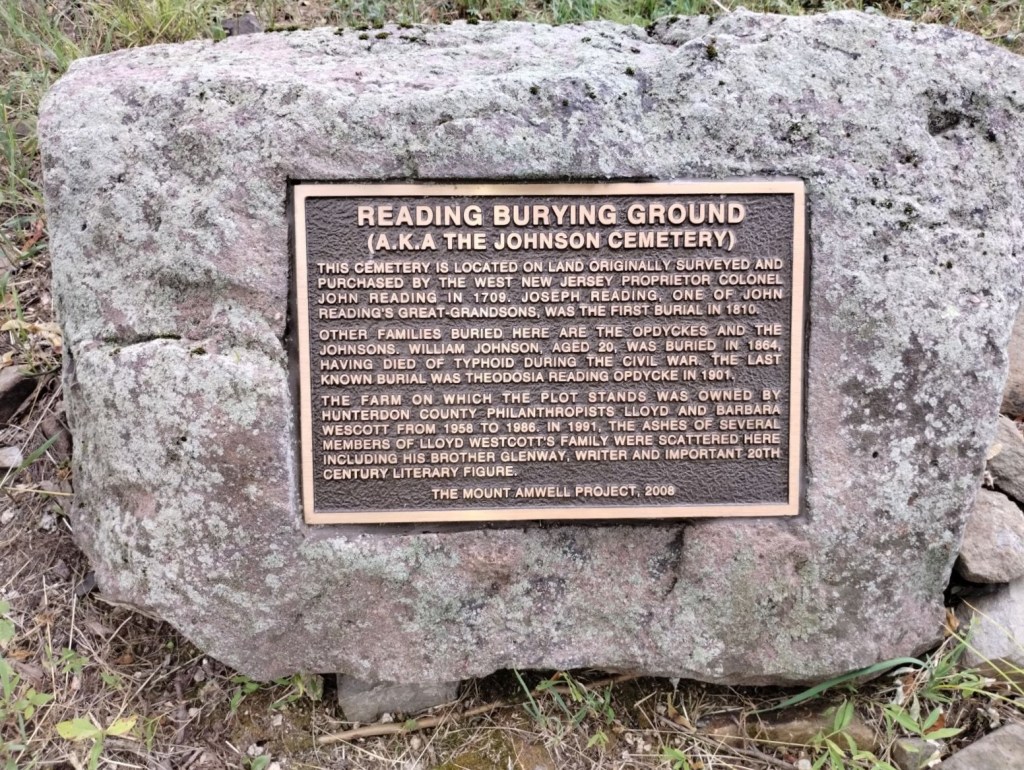 READING BURYING GROUND
(A.K.A THE JOHNSON CEMETERY)
THIS CEMETERY IS LOCATED ON LAND ORIGINALLY SURVEYED AND
PURCHASED BY THE WEST NEW JERSEY PROPRIETOR COLONEL
JOHN READING IN 1709. JOSEPH READING, ONE OF JOHN
READING'S GREAT-GRANDSONS, WAS THE FIRST BURIAL IN 1810.
OTHER FAMILIES BURIED HERE ARE THE OPDYCKES AND THE
JOHNSONS. WILLIAM JOHNSON, AGED 20, WAS BURIED IN 1864,
HAVING DIED OF TYPHOID DURING THE CIVIL WAR. THE LAST
KNOWN BURIAL WAS THEODOSIA READING OPDYCKE IN 1901.
THE FARM ON WHICH THE PLOT STANDS WAS OWNED BY
HUNTERDON COUNTY PHILANTHROPISTS LLOYD AND BARBARA
WESCOTT FROM 1958 TO 1986. IN 1991, THE ASHES OF SEVERAL
MEMBERS OF LLOYD WESTCOTT'S FAMILY WERE SCATTERED HERE
INCLUDING HIS BROTHER GLENWAY, WRITER AND IMPORTANT 20TH
CENTURY LITERARY FIGURE.
THE MOUNT AMWELL PROJECT, 2008